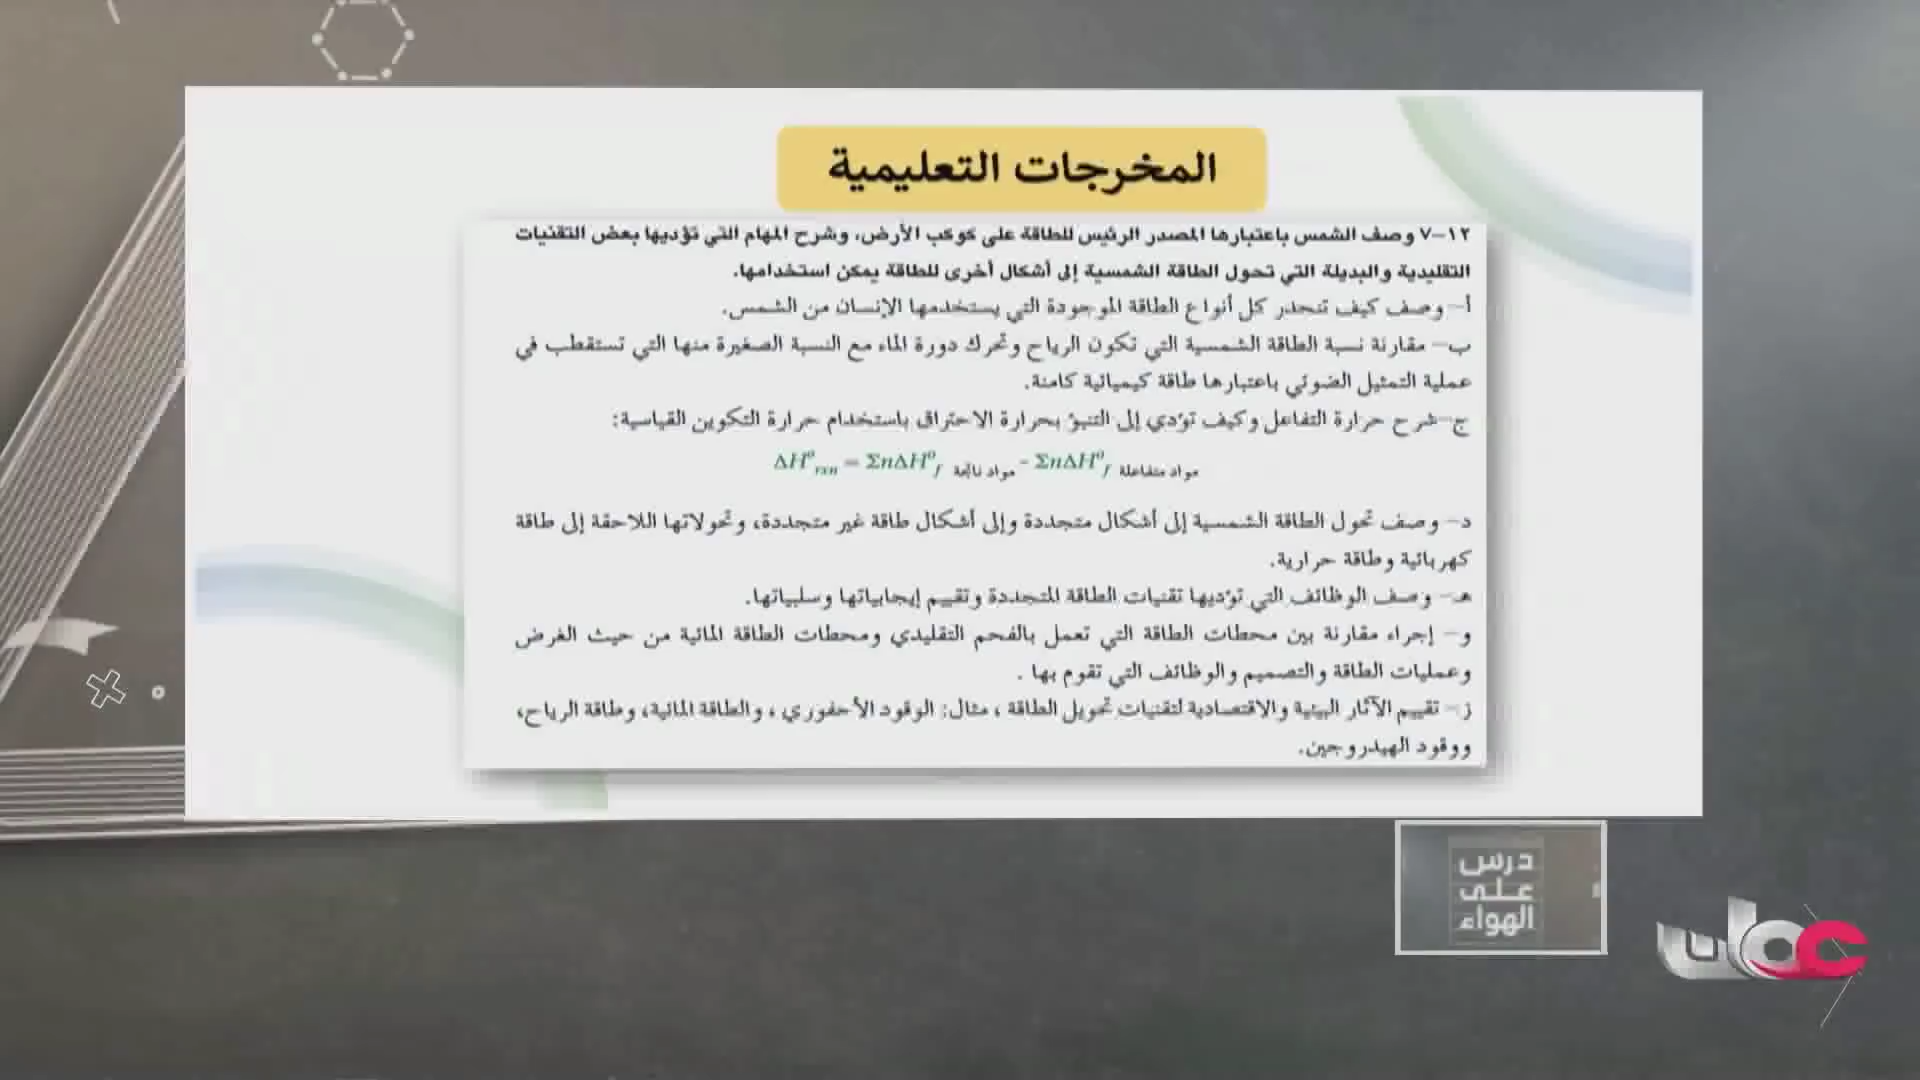 المخرجات التعليمية
١٢–٧ وصف الشمس باعتبارها المصدر الرئيس للطاقة على كوكب الأرض، وشرح المهام التي تؤديها بعض التقنيات
التقليدية والبديلة التي تحول الطاقة الشمسية إلى أشكال أخرى للطاقة يمكن استخدامها.
أ– وصف كيف تنحدر كل أنواع الطاقة الموجودة التي يستخدمها الإنسان من الشمس.
ب– مقارنة نسبة الطاقة الشمسية التي تكون الرياح وتحرك دورة الماء مع النسبة الصغيرة منها التي تستقطب في
عملية التمثيل الضوئي باعتبارها طاقة كيميائية كامنة.
ج–شرح حرارة التفاعل وكيف تؤدي إلى التنبؤ بحرارة الاحتراق باستخدام حرارة التكوين القياسية:
ΔH°rxn = ΣnΔH°f مواد ناتجة - ΣnΔH°f مواد متفاعلة
د– وصف تحول الطاقة الشمسية إلى أشكال متجددة وإلى أشكال طاقة غير متجددة، وتحولاتها اللاحقة إلى طاقة
كهربائية وطاقة حرارية.
هـ– وصف الوظائف التي تؤديها تقنيات الطاقة المتجددة وتقييم إيجابياتها وسلبياتها.
و– إجراء مقارنة بين محطات الطاقة التي تعمل بالفحم التقليدي ومحطات الطاقة المائية من حيث الغرض
وعمليات الطاقة والتصميم والوظائف التي تقوم بها .
ز– تقييم الآثار البيئية والاقتصادية لتقنيات تحويل الطاقة ، مثال: الوقود الأحفوري ، والطاقة المائية، وطاقة الرياح،
ووقود الهيدروجين.
درس
على
الهواء
عمان